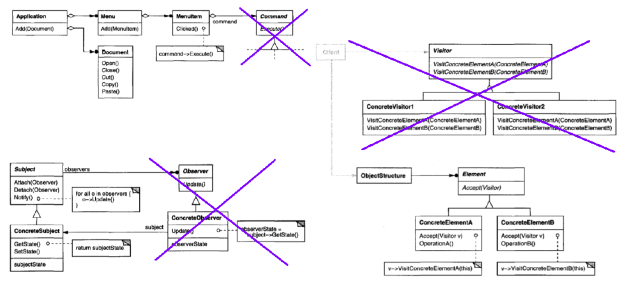 Application
Add(Document)
Menu
Add(MenuItem)
MenuItem
Clicked()
command
Command
Execute()
command->Execute()
Document
Open()
Close()
Cut()
Copy()
Paste()
Client
Visitor
VisitConcreteElementA(ConcreteElementA)
VisitConcreteElementB(ConcreteElementB)
ConcreteVisitor1
VisitConcreteElementA(ConcreteElementA)
VisitConcreteElementB(ConcreteElementB)
ConcreteVisitor2
VisitConcreteElementA(ConcreteElementA)
VisitConcreteElementB(ConcreteElementB)
Subject
Attach(Observer)
Detach(Observer)
Notify()
observers
for all o in observers {
o->Update()
}
Observer
Update()
ConcreteSubject
GetState()
SetState()
subjectState
return subjectState
subject
ConcreteObserver
Update()
observerState
observerState =
subject->GetState()
ObjectStructure
Element
Accept(Visitor)
ConcreteElementA
Accept(Visitor v)
OperationA()
ConcreteElementB
Accept(Visitor v)
OperationB()
v->VisitConcreteElementA(this)
v->VisitConcreteElementB(this)